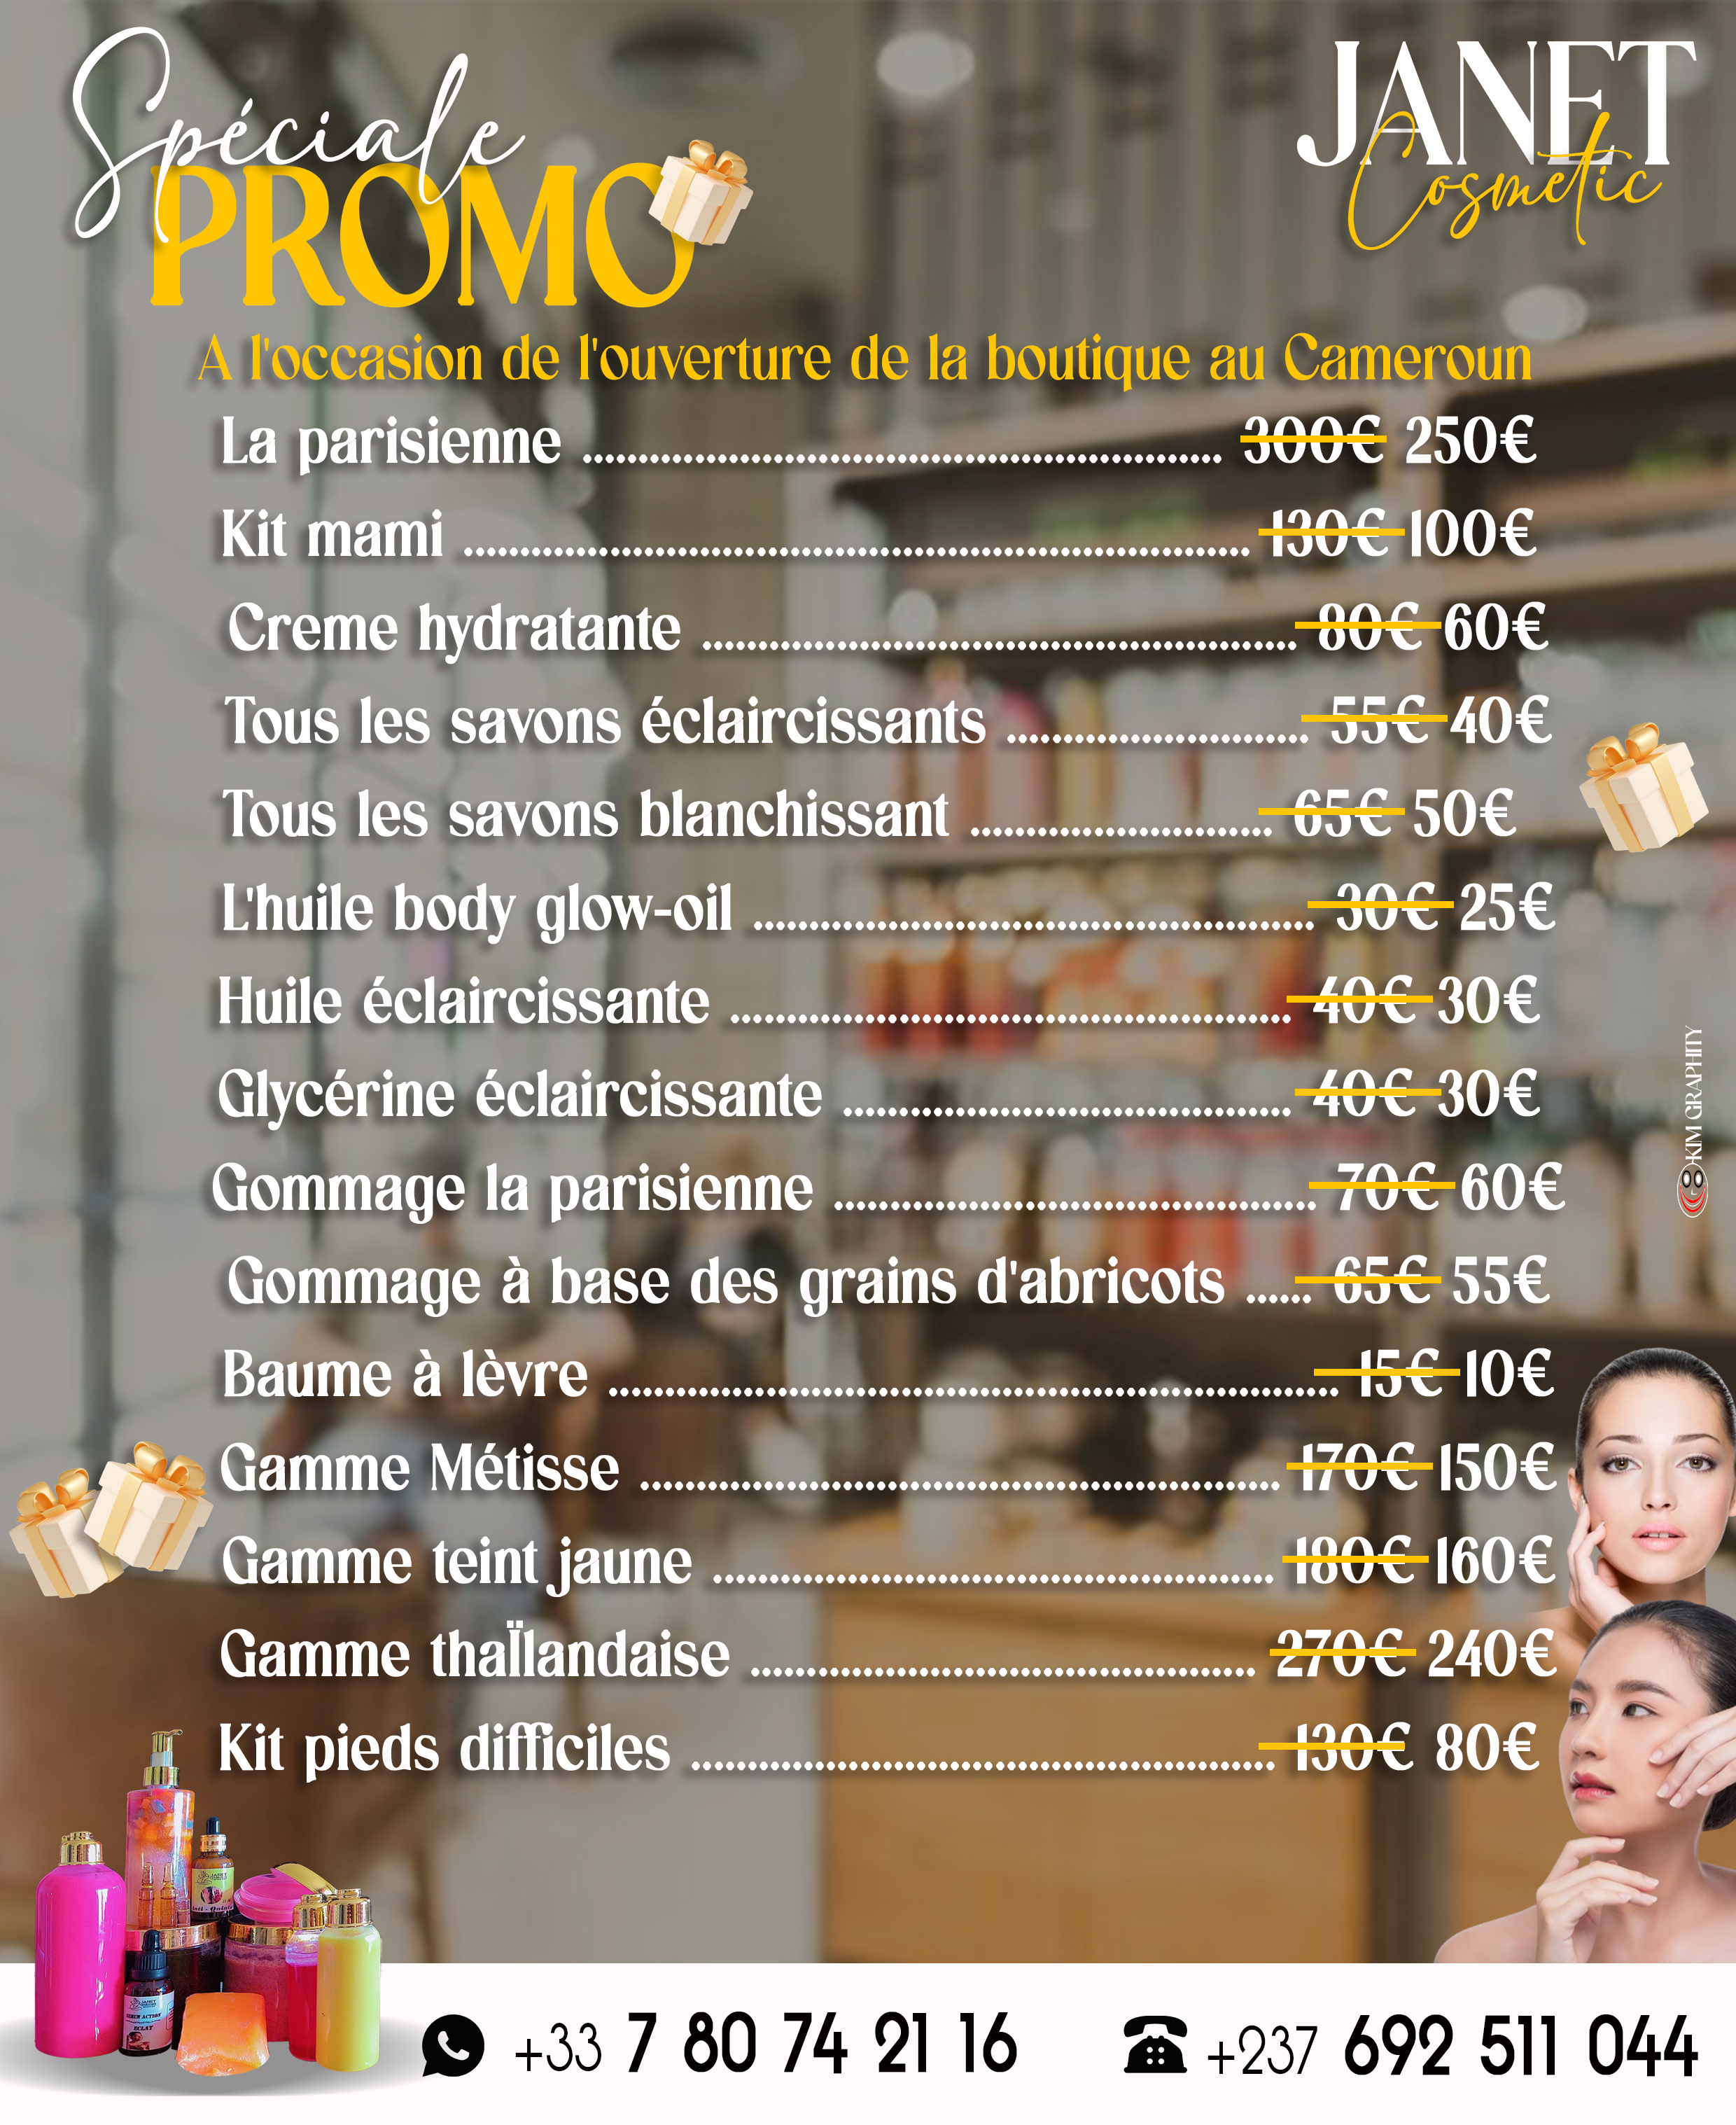 Spéciale
PROMO
JANET
Cosmetic
A l'occasion de l'ouverture de la boutique au Cameroun
La parisienne ........................ 300€ 250€
Kit mami ........................ 130€ 100€
Creme hydratante ........................ 80€ 60€
Tous les savons éclaircissants ........................ 55€ 40€
Tous les savons blanchissant ........................ 65€ 50€
L'huile body glow-oil ........................ 30€ 25€
Huile éclaircissante ........................ 40€ 30€
Glycérine éclaircissante ........................ 40€ 30€
Gommage la parisienne ........................ 70€ 60€
Gommage à base des grains d'abricots ...... 65€ 55€
Baume à lèvre ........................ 15€ 10€
Gamme Métisse ........................ 170€ 150€
Gamme teint jaune ........................ 180€ 160€
Gamme thaÏlandaise ........................ 270€ 240€
Kit pieds difficiles ........................ 130€ 80€
KIM GRAPHITY
JANET
JANET
ECLAT
+33 7 80 74 21 16
+237 692 511 044